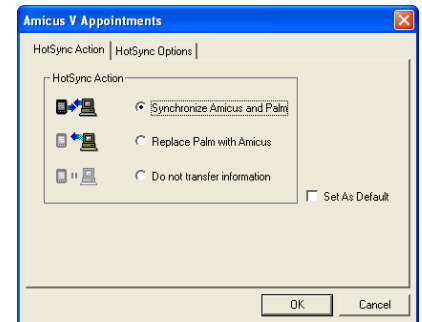 Amicus V Appointments
HotSync Action HotSync Options
HotSync Action
Synchronize Amicus and Palm
Replace Palm with Amicus
Do not transfer information
Set As Default
OK Cancel